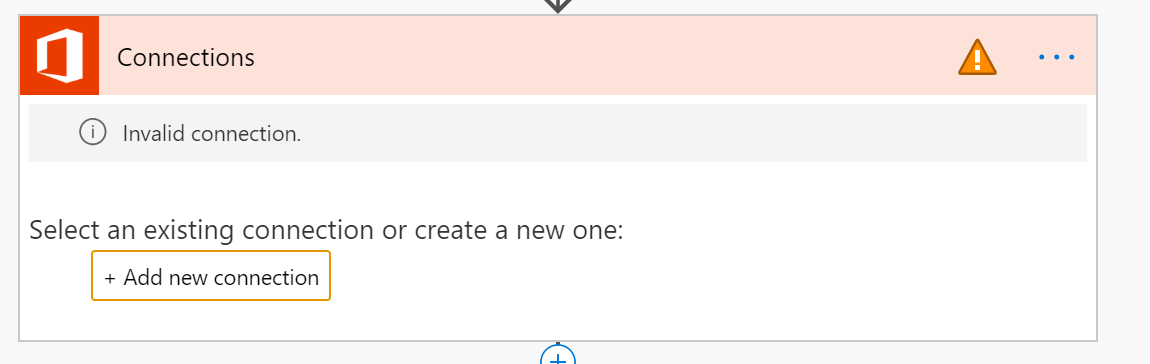 Connections
Invalid connection.
Select an existing connection or create a new one:
+ Add new connection